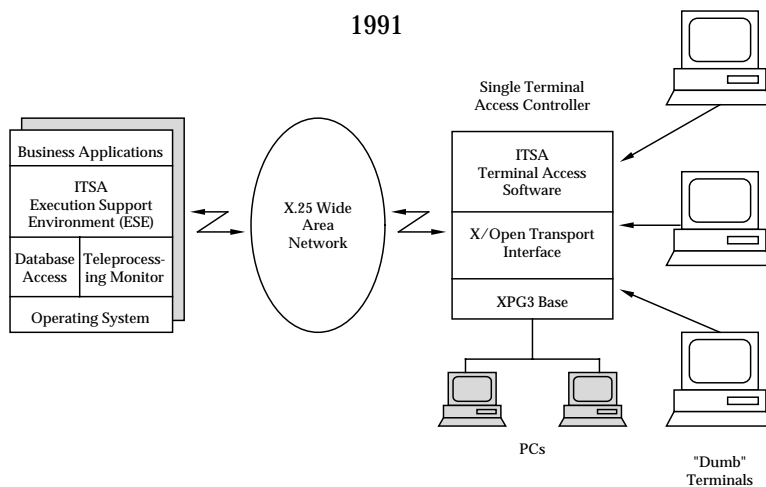 1991
Single Terminal
Access Controller
Business Applications
ITSA
Execution Support
Environment (ESE)
Database
Access
Teleprocess-
ing Monitor
Operating System
X.25 Wide
Area
Network
ITSA
Terminal Access
Software
X/Open Transport
Interface
XPG3 Base
PCs
"Dumb"
Terminals